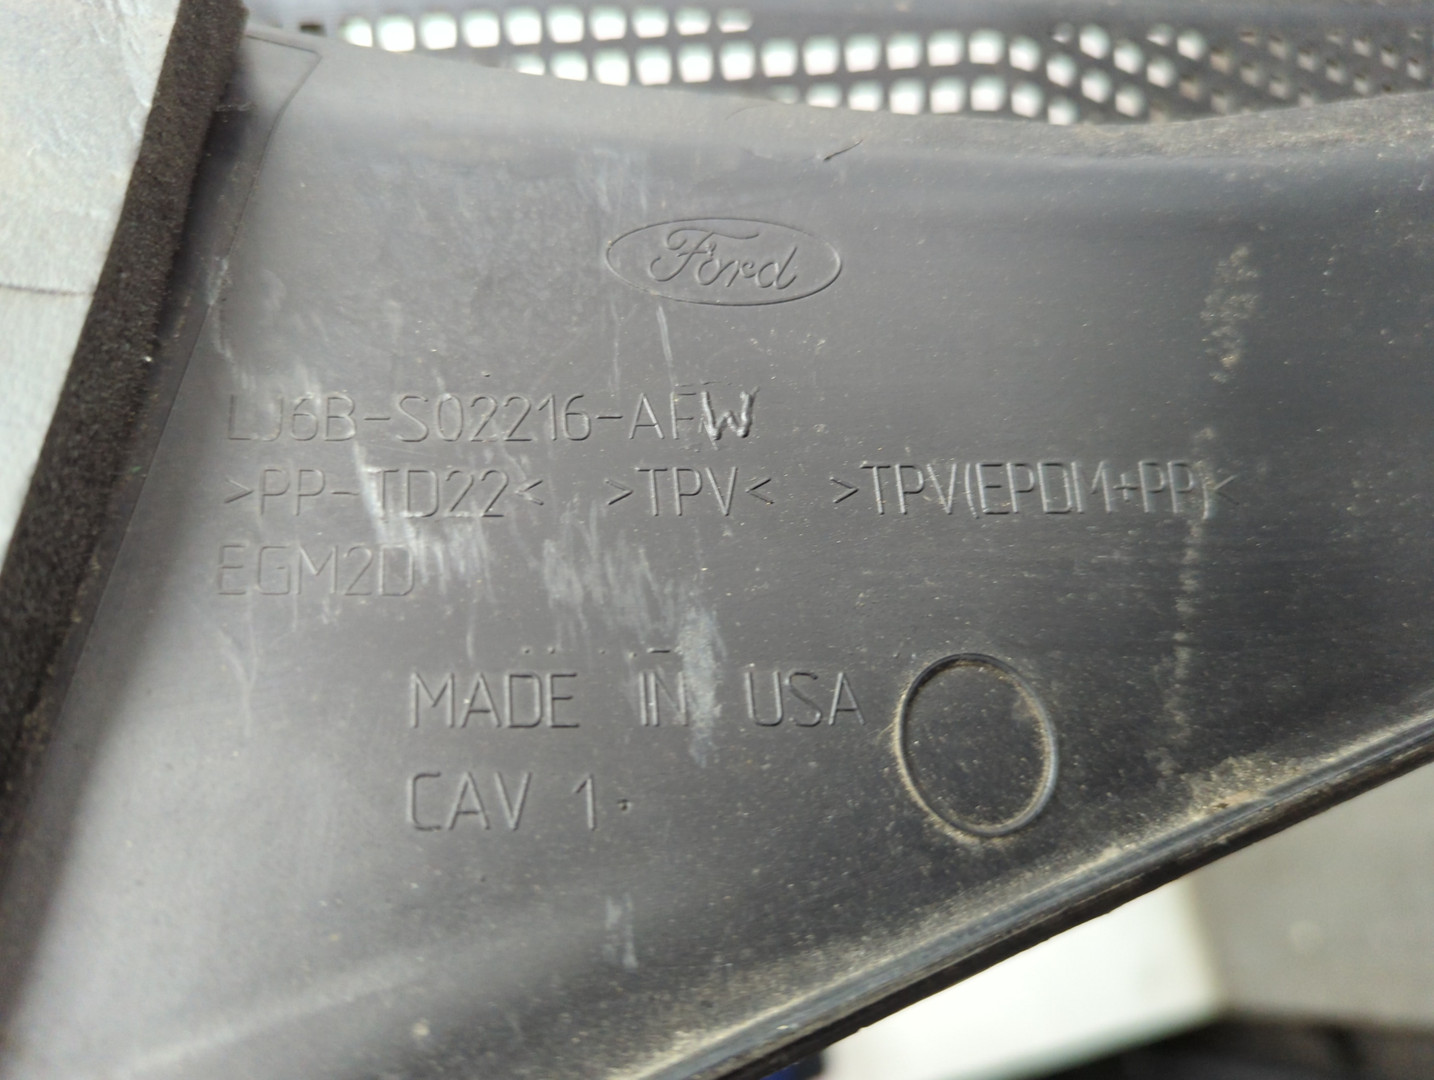 Ford
LJ6B-S02216-AFW
>PP-TD22< >TPV< >TPV(EPDM+PP)<
EGM2D
MADE IN USA
CAV 1